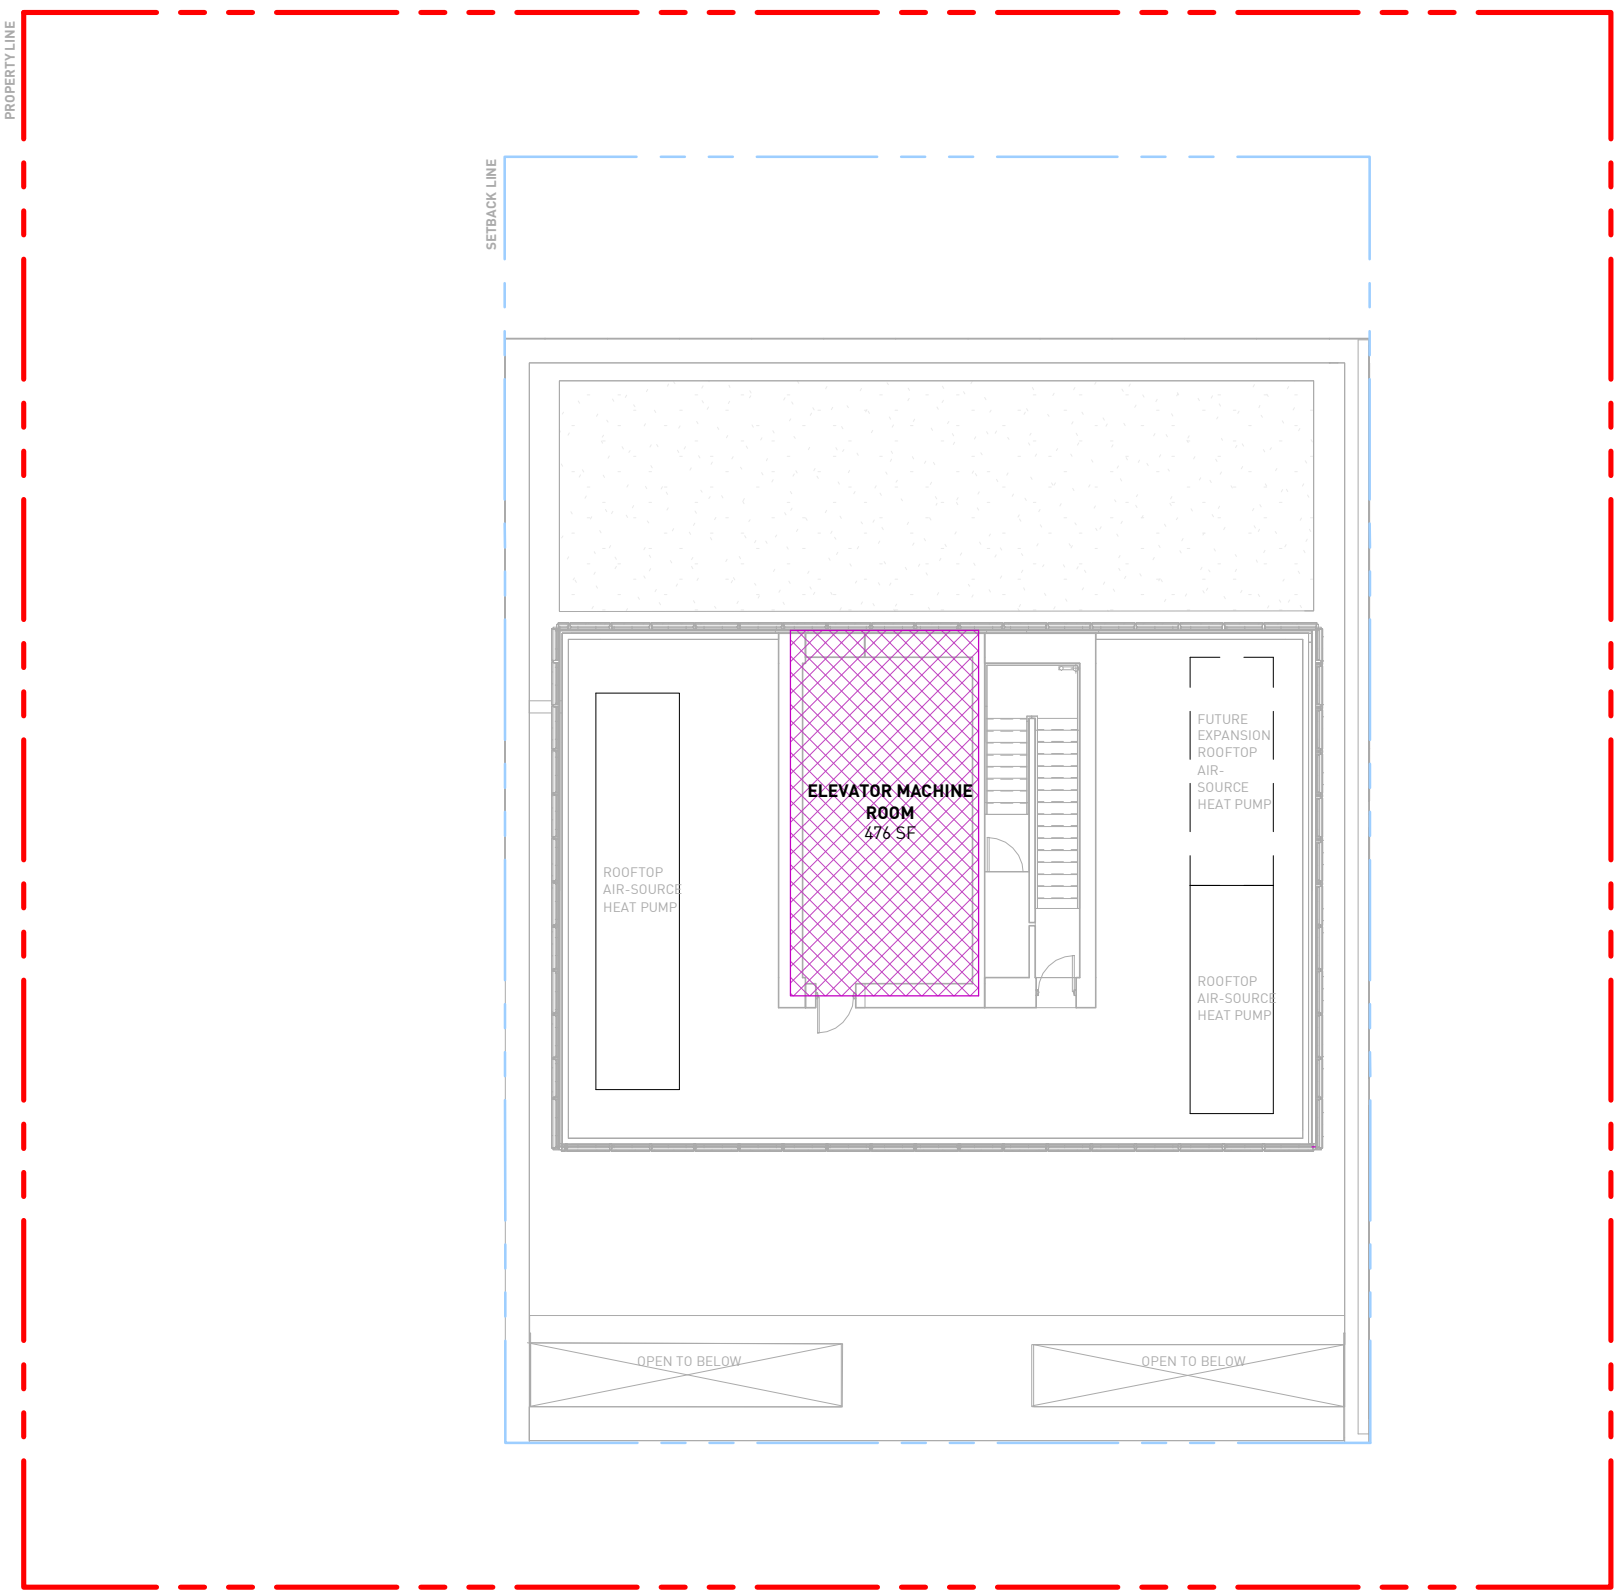 PROPERTY LINE
SETBACK LINE
FUTURE
EXPANSION
ROOFTOP
AIR-
SOURCE
HEAT PUMP
ELEVATOR MACHINE
ROOM
476 SF
ROOFTOP
AIR-SOURCE
HEAT PUMP
ROOFTOP
AIR-SOURCE
HEAT PUMP
OPEN TO BELOW
OPEN TO BELOW